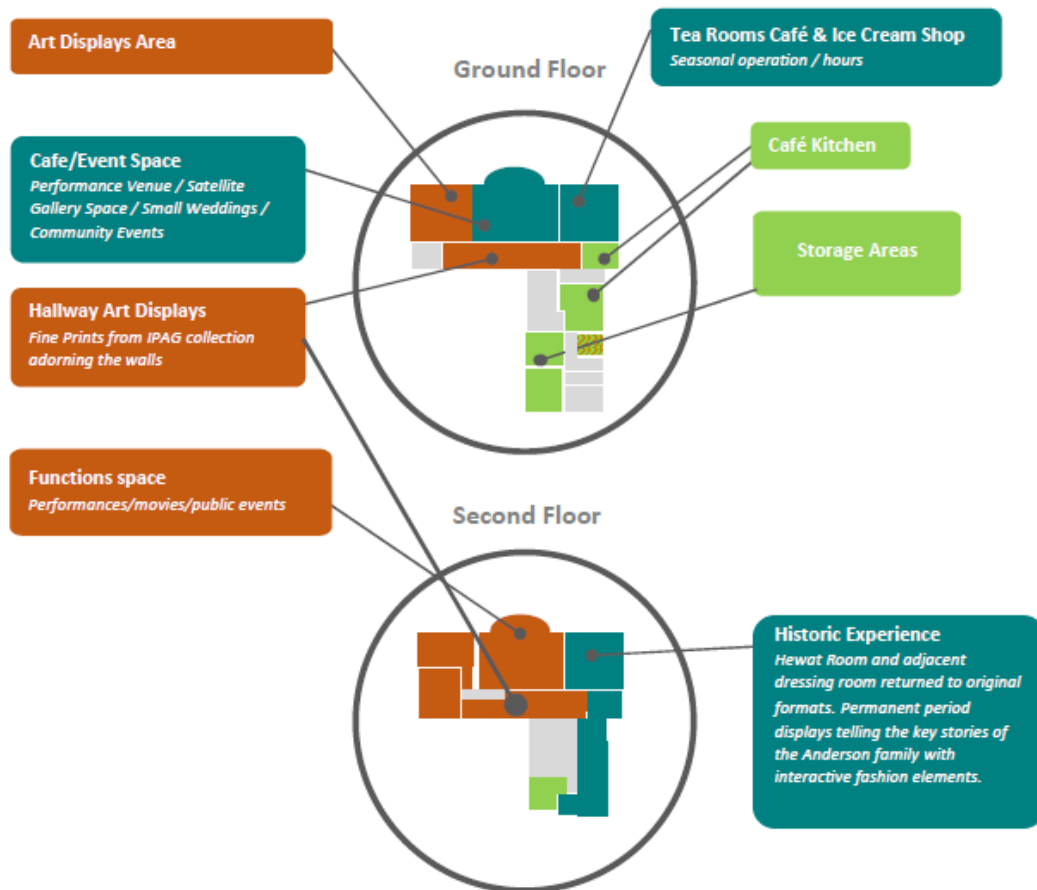 Art Displays Area
Ground Floor
Tea Rooms Café & Ice Cream Shop
Seasonal operation / hours
Cafe/Event Space
Performance Venue / Satellite
Gallery Space / Small Weddings /
Community Events
Café Kitchen
Storage Areas
Hallway Art Displays
Fine Prints from IPAG collection
adorning the walls
Functions space
Performances/movies/public events
Second Floor
Historic Experience
Hewat Room and adjacent
dressing room returned to original
formats. Permanent period
displays telling the key stories of
the Anderson family with
interactive fashion elements.